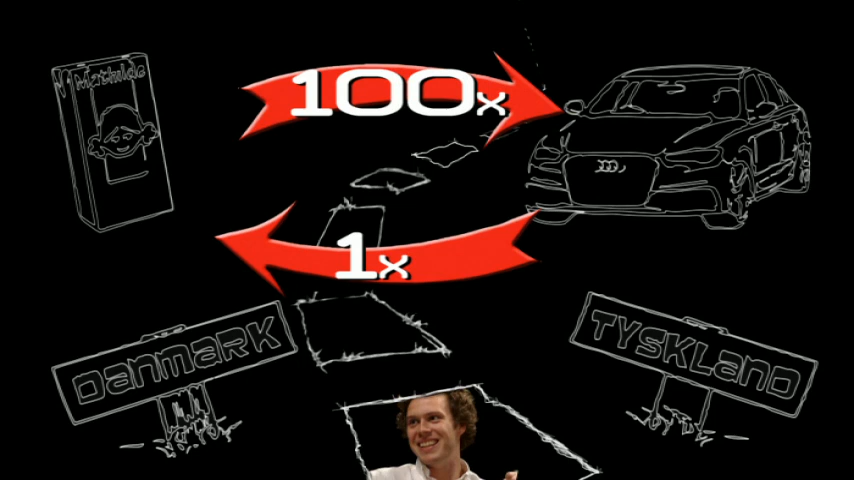 Mathilde
100x
1x
Danmark
TYSKLanD